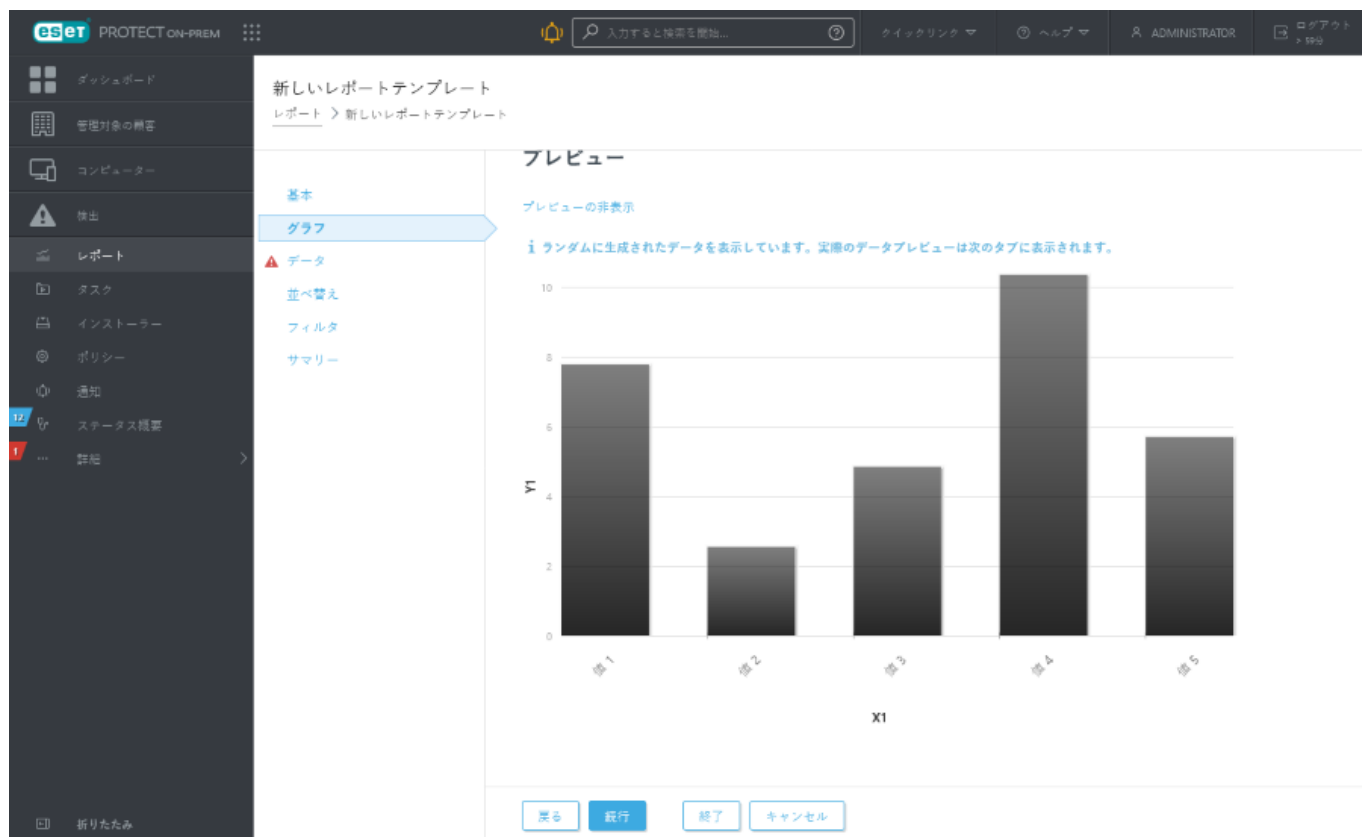 eset PROTECT ON-PREM
入力すると検索を開始...
クイックリンク
ヘルプ
ADMINISTRATOR
ログアウト
> 59分
ダッシュボード
管理対象の顧客
コンピューター
検出
レポート
タスク
インストーラー
ポリシー
通知
12
ステータス概要
1
詳細
折りたたみ
新しいレポートテンプレート
レポート > 新しいレポートテンプレート
基本
グラフ
データ
並べ替え
フィルタ
サマリー
プレビュー
プレビューの非表示
ランダムに生成されたデータを表示しています。実際のデータプレビューは次のタブに表示されます。
10
8
6
Y1
4
2
0
値 1
値 2
値 3
値 4
値 5
X1
戻る
続行
終了
キャンセル